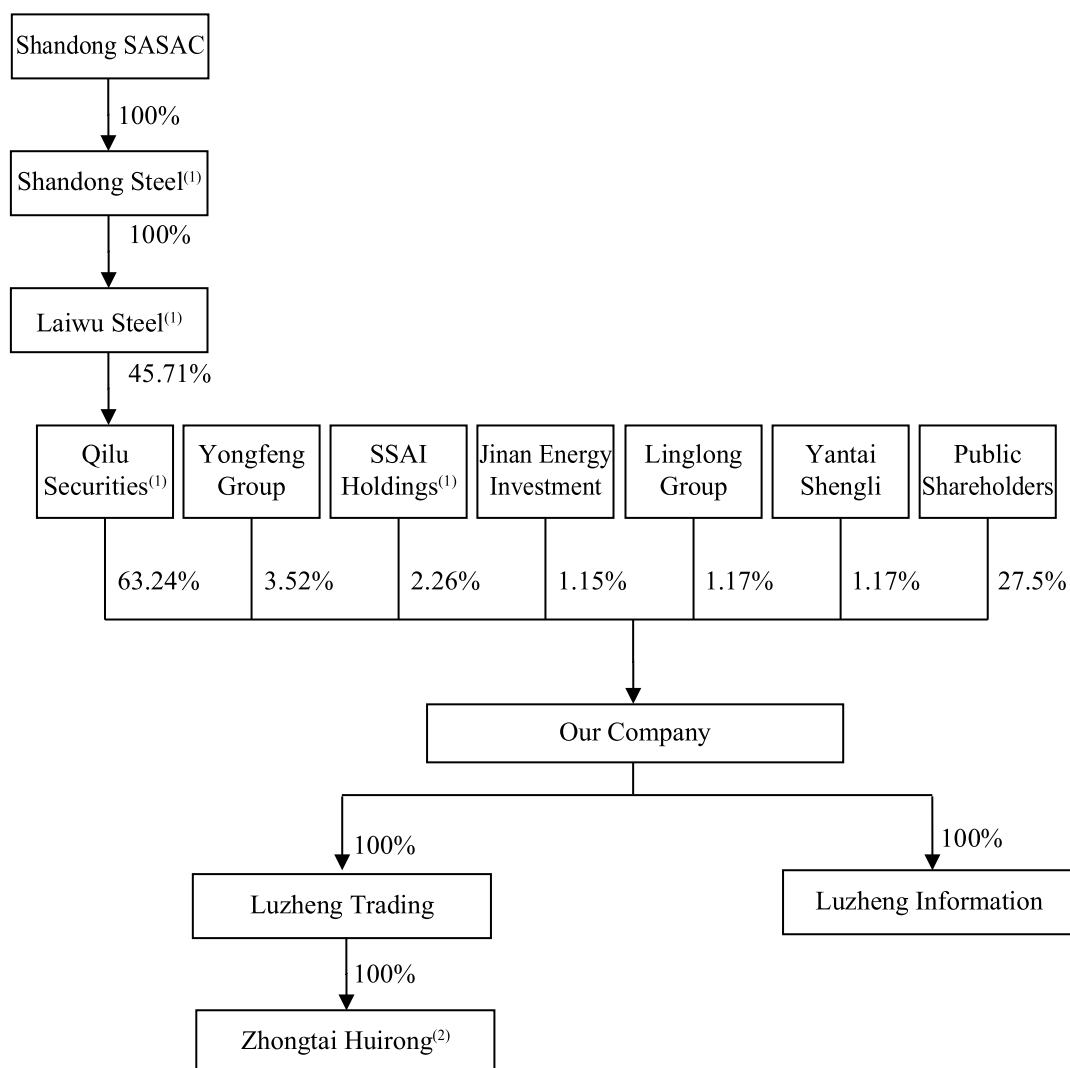 Shandong SASAC
100%
Shandong Steel(1)
100%
Laiwu Steel(1)
45.71%
Qilu
Securities(1)
Yongfeng
Group
SSAI
Holdings(1)
Jinan Energy
Investment
Linglong
Group
Yantai
Shengli
Public
Shareholders
63.24%
3.52%
2.26%
1.15%
1.17%
1.17%
27.5%
Our Company
100%
100%
Luzheng Trading
Luzheng Information
100%
Zhongtai Huirong(2)